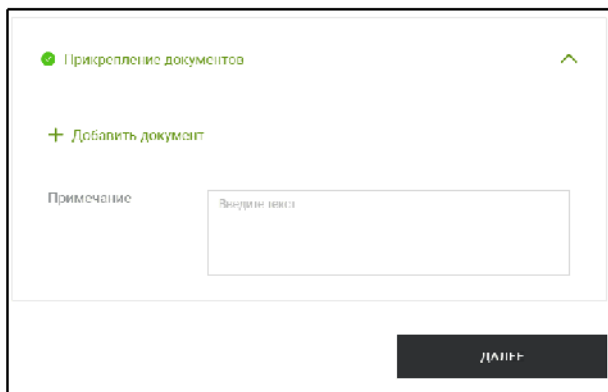 Прикрепление документов
Добавить документ
Примечание
Введите текст
ДАЛЕЕ